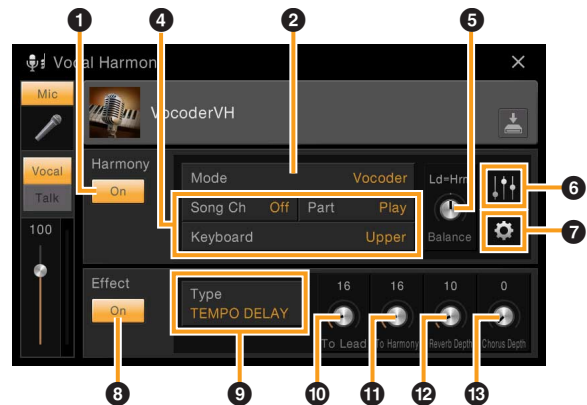 1 4 2 5
Vocal Harmon
Mic
VocoderVH
Vocal
Talk
Harmony
On
Mode Vocoder
Song Ch Off Part Play
Keyboard Upper
Ld=Hrm
Balance
6
7
100
Effect
On
Type
TEMPO DELAY
16 16 10 0
To Lead To Harmony Reverb Depth Chorus Depth
8 9 10 11 12 13